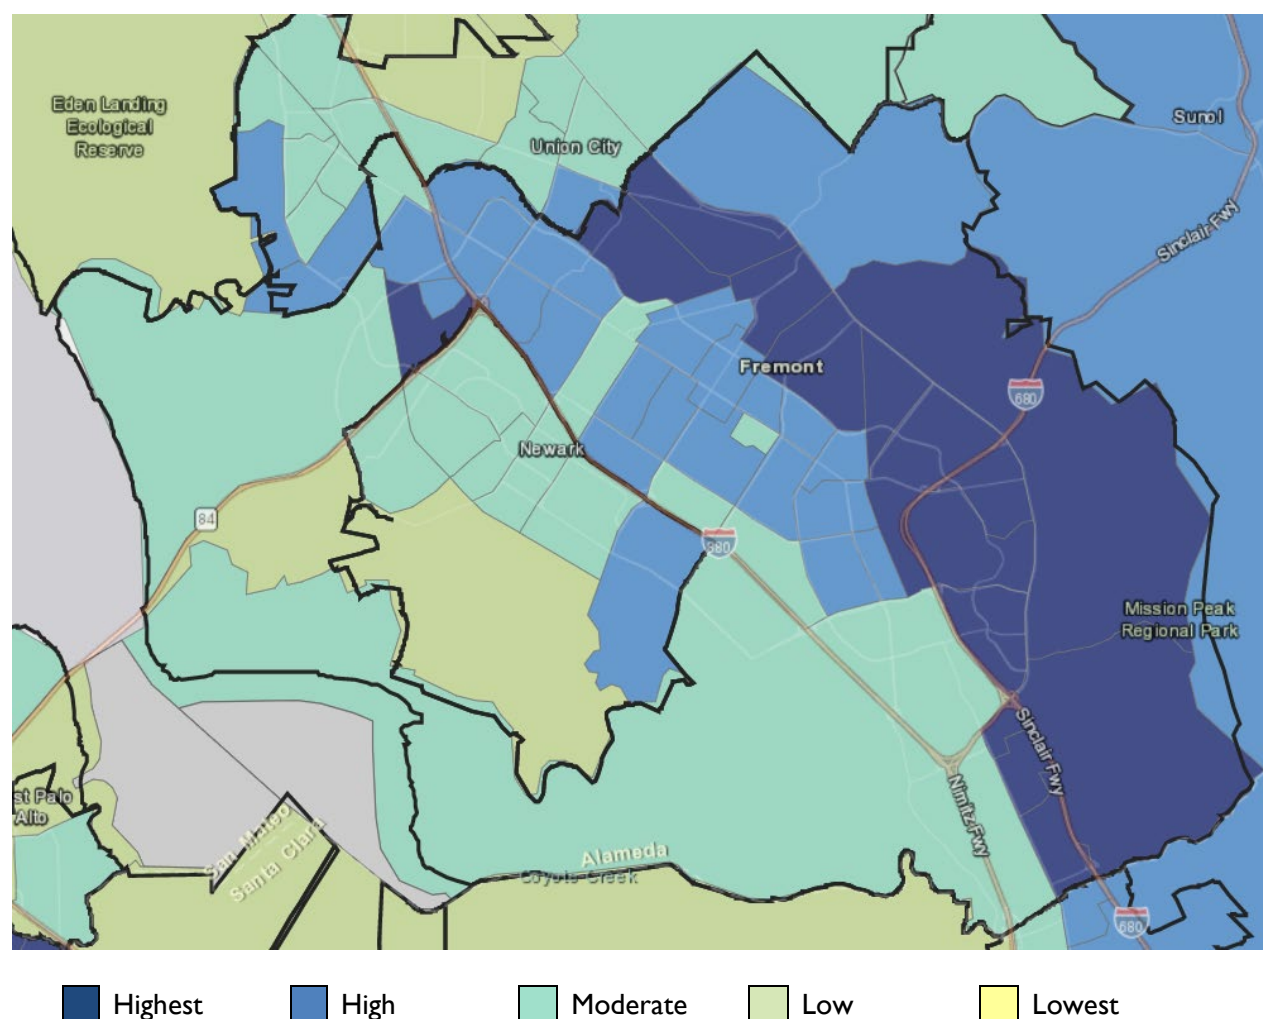 Eden Landing
Ecological
Reserve
Union City
Sunol
Sinclair Fwy
Fremont
680
Newark
84
880
Mission Peak
Regional Park
Sinclair Fwy
Nimitz Fwy
st Palo
Alto
San Mateo
Santa Clara
Alameda
Coyote Creek
680
Highest
High
Moderate
Low
Lowest